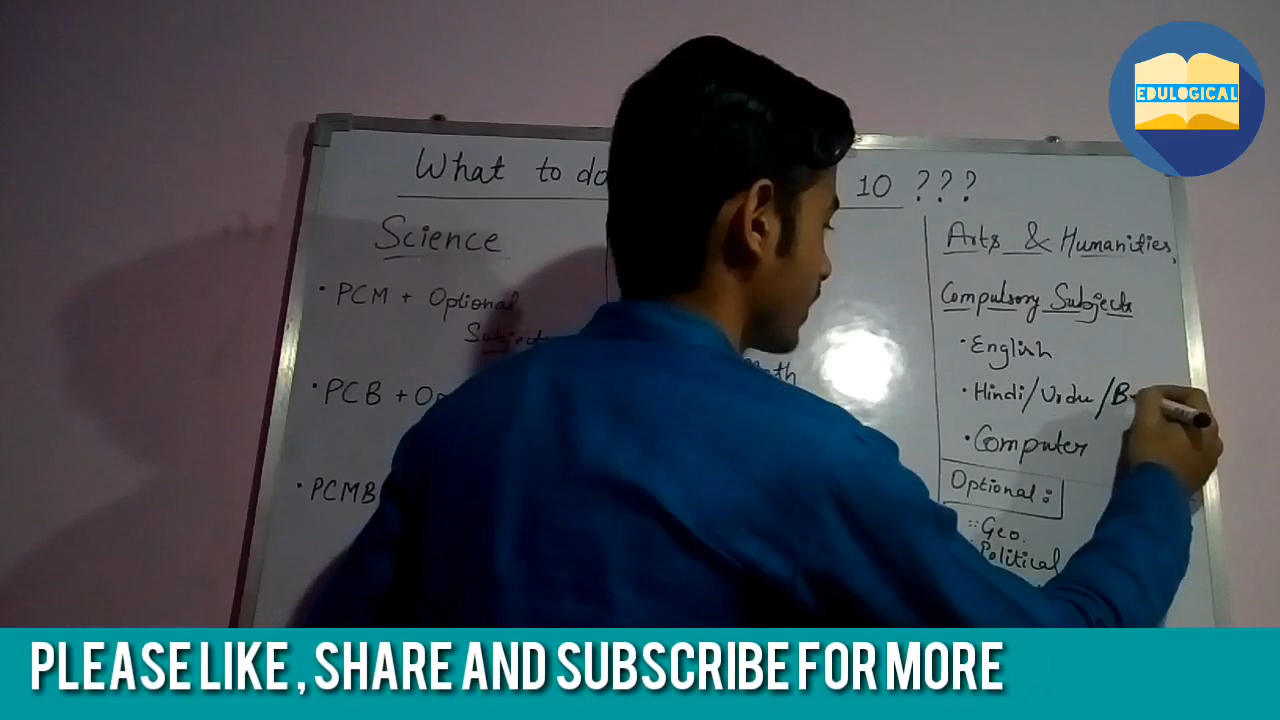 EDULOGICAL
What to do
10 ???
Science
• PCM + Optional
Subjects
• PCB + Op
• PCMB
Math
Arts & Humanities
Compulsory Subjects
• English
• Hindi/Urdu/B
• Computer
Optional :
:: Geo.
Political
PLEASE LIKE , SHARE AND SUBSCRIBE FOR MORE